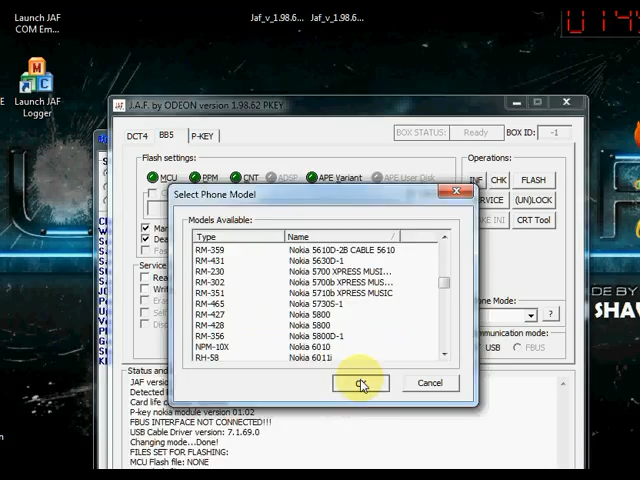 Launch JAF
COM Em...
Jaf_v_1.98.6...
Jaf_v_1.98.6...
Launch JAF
Logger
J.A.F. by ODEON version 1.98.62 PKEY
DCT4
BB5
P-KEY
BOX STATUS:
Ready
BOX ID:
-1
Flash settings:
Operations:
MCU
PPM
CNT
ADSP
APE Variant
APE User Disk
INF
CHK
FLASH
(UN)LOCK
CRT Tool
Select Phone Model
Models Available:
Type
Name
RM-359
Nokia 5610D-2B CABLE 5610
RM-431
Nokia 5630D-1
RM-230
Nokia 5700 XPRESS MUSI...
RM-302
Nokia 5700b XPRESS MUSI...
RM-351
Nokia 5710b XPRESS MUSIC
RM-465
Nokia 5730S-1
RM-427
Nokia 5800
RM-428
Nokia 5800
RM-356
Nokia 5800D-1
NPM-10X
Nokia 6010
RH-58
Nokia 6011i
Cancel
Service
?
USB
FBUS
DE BY
SHA
Status and
JAF versi
Detected
Card life c
P-key nokia module version 01.02
FBUS INTERFACE NOT CONNECTED!!!
USB Cable Driver version: 7.1.69.0
Changing mode...Done!
FILES SET FOR FLASHING:
MCU Flash file: NONE